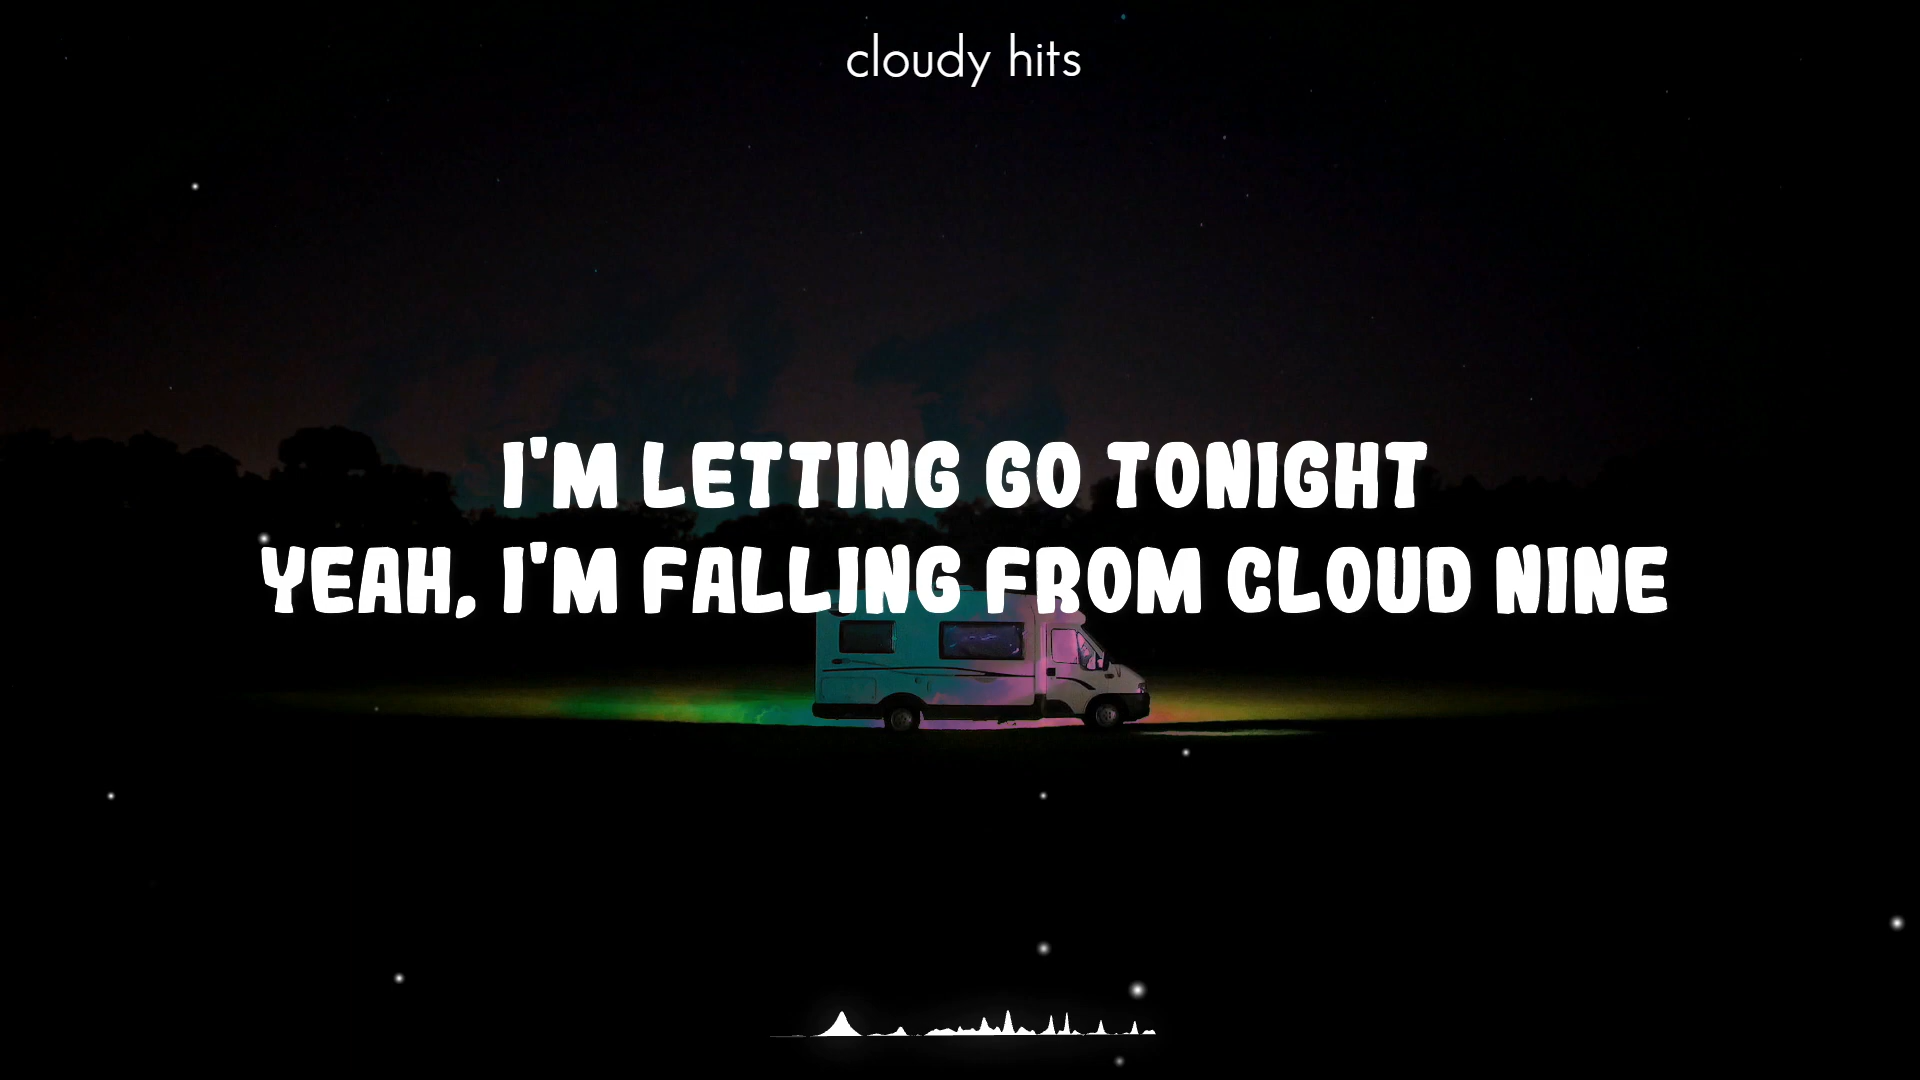 cloudy hits
I'M LETTING GO TONIGHT
YEAH, I'M FALLING FROM CLOUD NINE